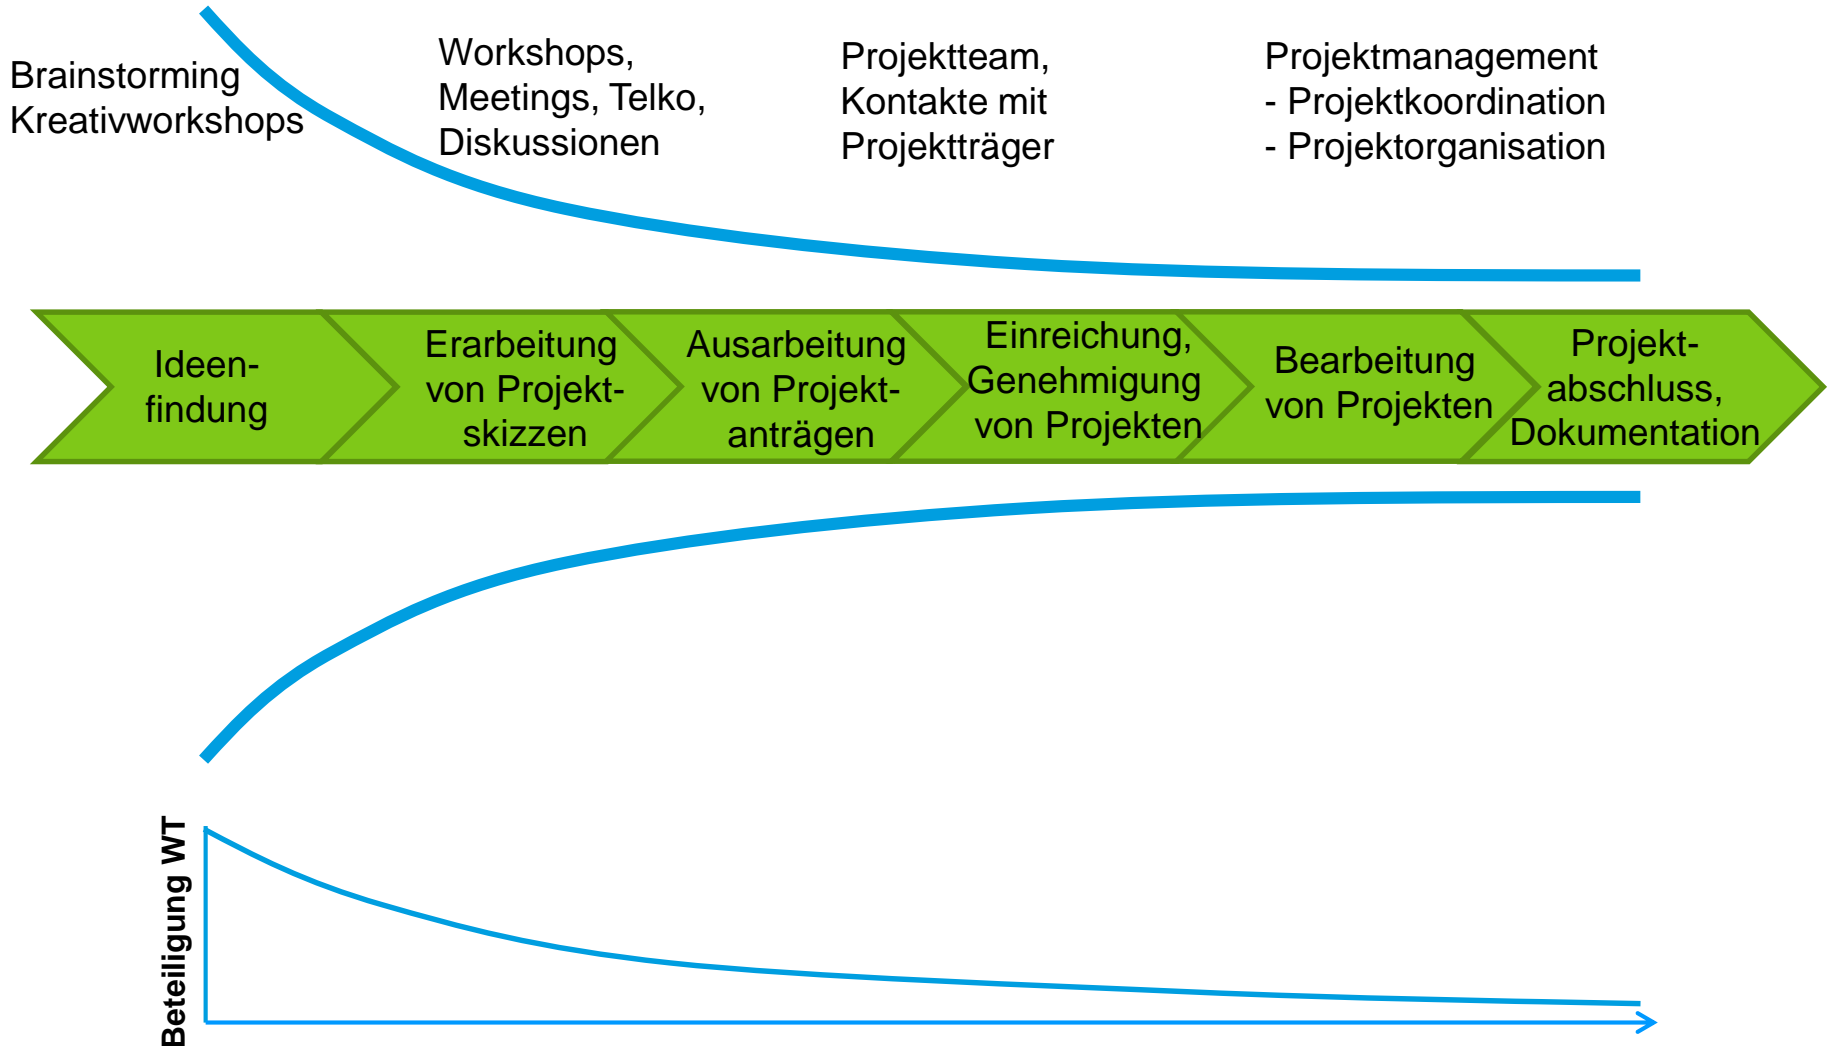 Brainstorming
Kreativworkshops
Workshops,
Meetings, Telko,
Diskussionen
Projektteam,
Kontakte mit
Projektträger
Projektmanagement
- Projektkoordination
- Projektorganisation
Ideen-
findung
Erarbeitung
von Projekt-
skizzen
Ausarbeitung
von Projekt-
anträgen
Einreichung,
Genehmigung
von Projekten
Bearbeitung
von Projekten
Projekt-
abschluss,
Dokumentation
Beteiligung WT